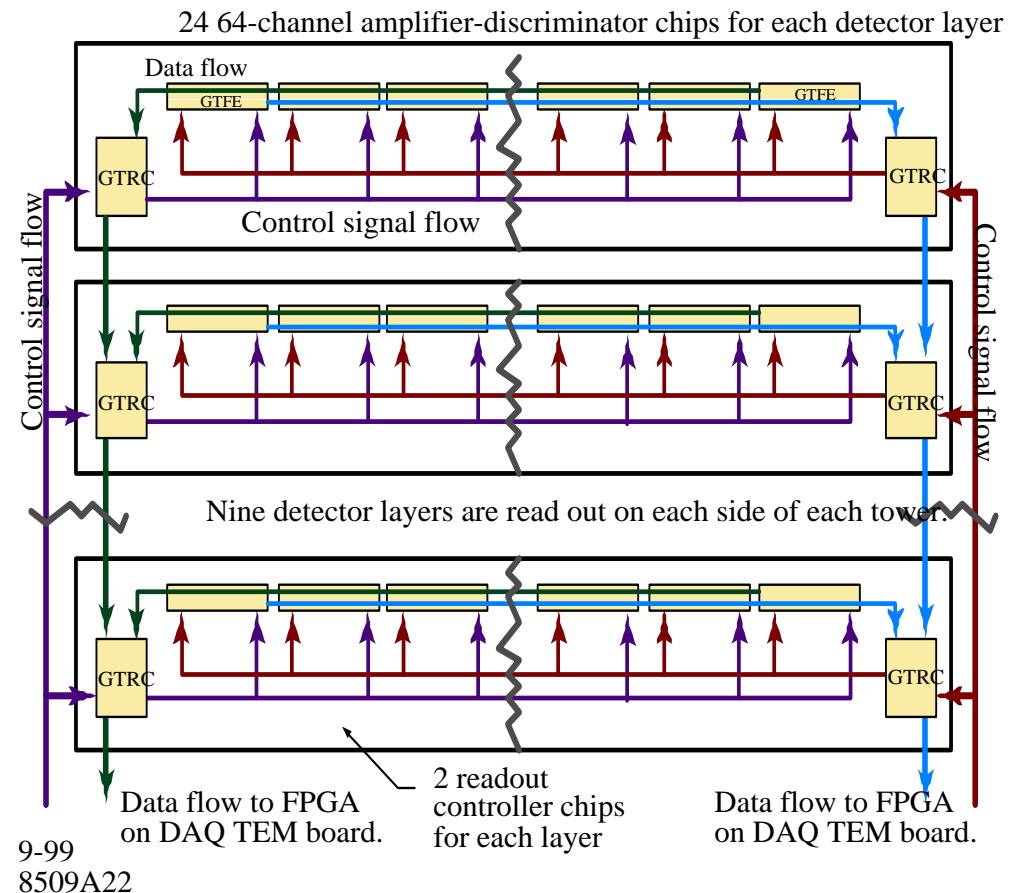 24 64-channel amplifier-discriminator chips for each detector layer
Data flow
GTFE
GTFE
GTRC
GTRC
Control signal flow
Control signal flow
Control signal flow
GTRC
GTRC
Nine detector layers are read out on each side of each tower.
GTRC
GTRC
2 readout
controller chips
for each layer
Data flow to FPGA
on DAQ TEM board.
Data flow to FPGA
on DAQ TEM board.
9-99
8509A22